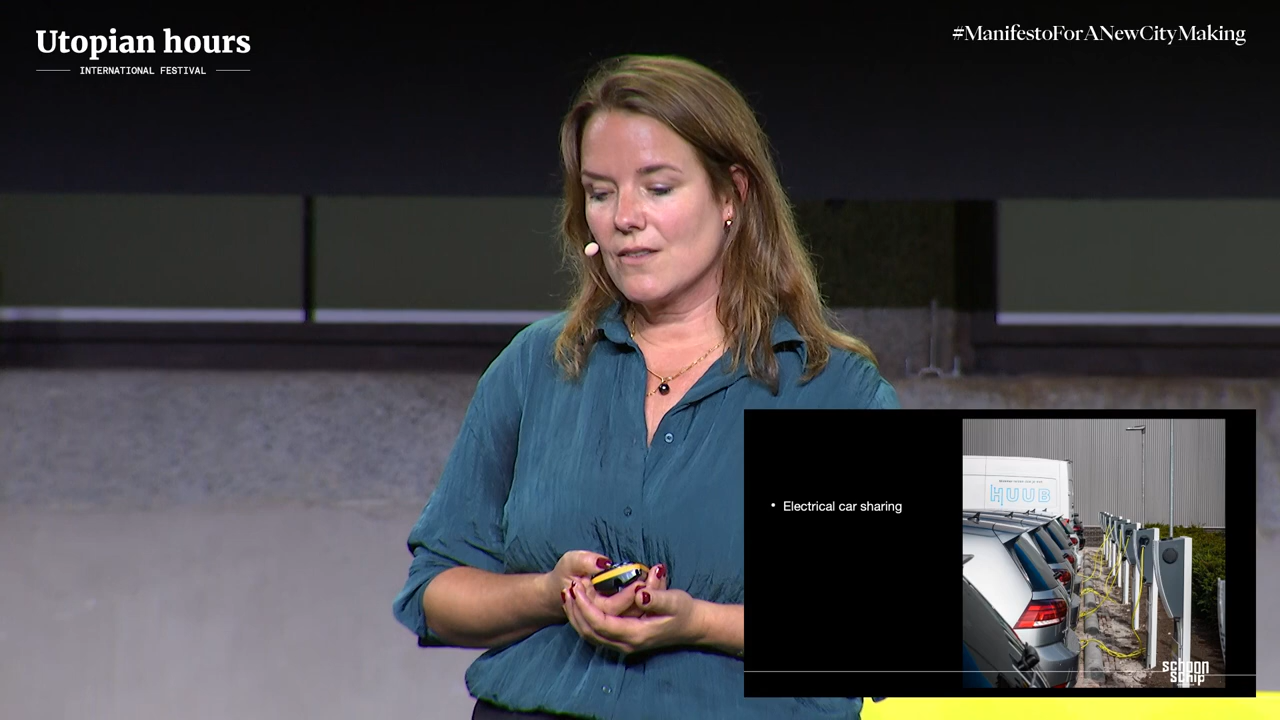 Utopian hours
INTERNATIONAL FESTIVAL
#ManifestoForANewCityMaking
• Electrical car sharing
HUUB
schoon
schip